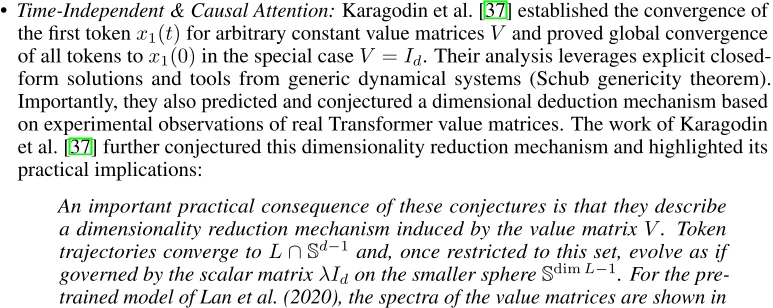 • Time-Independent & Causal Attention: Karagodin et al. [37] established the convergence of
the first token x₁(t) for arbitrary constant value matrices V and proved global convergence
of all tokens to x₁(0) in the special case V = I_d. Their analysis leverages explicit closed-
form solutions and tools from generic dynamical systems (Schub genericity theorem).
Importantly, they also predicted and conjectured a dimensional deduction mechanism based
on experimental observations of real Transformer value matrices. The work of Karagodin
et al. [37] further conjectured this dimensionality reduction mechanism and highlighted its
practical implications:
An important practical consequence of these conjectures is that they describe
a dimensionality reduction mechanism induced by the value matrix V. Token
trajectories converge to L ∩ 𝕊^{d−1} and, once restricted to this set, evolve as if
governed by the scalar matrix λI_d on the smaller sphere 𝕊^{dim L−1}. For the pre-
trained model of Lan et al. (2020), the spectra of the value matrices are shown in